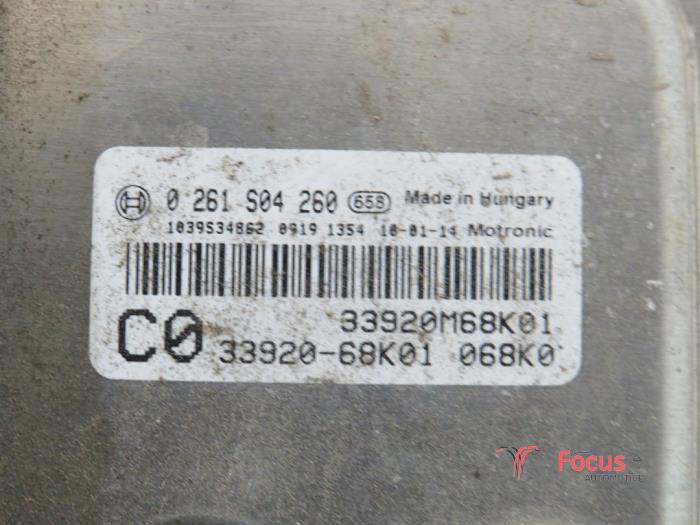 0 261 S04 260 658 Made in Hungary
1039S34862 0919 1354 10-01-14 Motronic
33920M68K01
C0 33920-68K01 068K0
Focus
AUTOMOTIVE